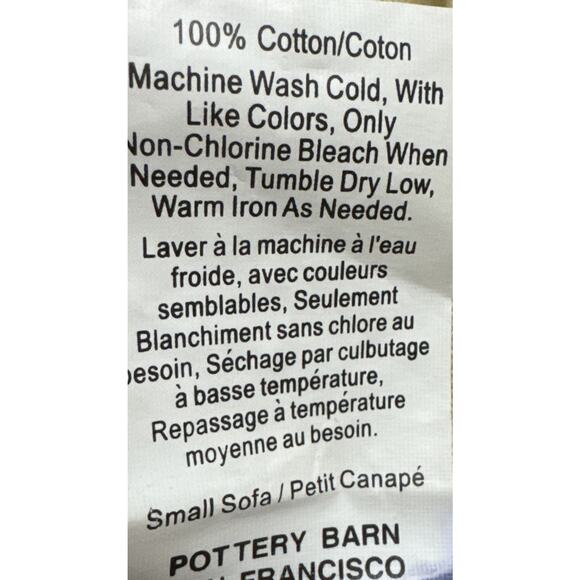 100% Cotton/Coton
Machine Wash Cold, With
Like Colors, Only
Non-Chlorine Bleach When
Needed, Tumble Dry Low,
Warm Iron As Needed.
Laver à la machine à l'eau
froide, avec couleurs
semblables, Seulement
Blanchiment sans chlore au
besoin, Séchage par culbutage
à basse température,
Repassage à température
moyenne au besoin.
Small Sofa / Petit Canapé
POTTERY BARN
FRANCISCO